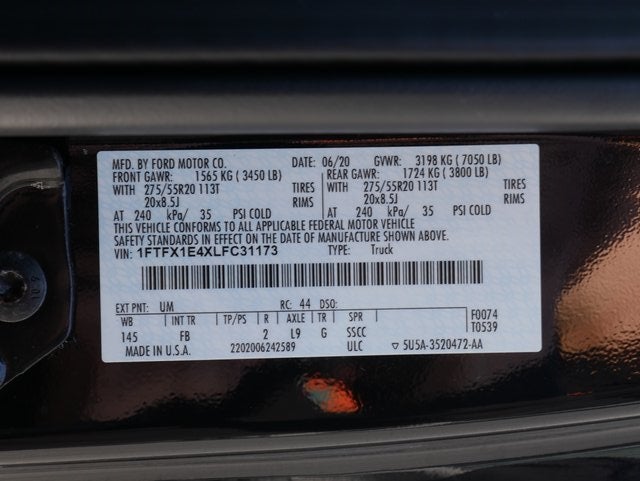 MFD. BY FORD MOTOR CO. DATE: 06/20 GVWR: 3198 KG ( 7050 LB)
FRONT GAWR: 1565 KG ( 3450 LB) REAR GAWR: 1724 KG ( 3800 LB)
WITH 275/55R20 113T TIRES WITH 275/55R20 113T TIRES
20x8.5J RIMS 20x8.5J RIMS
AT 240 kPa/ 35 PSI COLD AT 240 kPa/ 35 PSI COLD
THIS VEHICLE CONFORMS TO ALL APPLICABLE FEDERAL MOTOR VEHICLE
SAFETY STANDARDS IN EFFECT ON THE DATE OF MANUFACTURE SHOWN ABOVE.
VIN: 1FTFX1E4XLFC31173 TYPE: Truck
EXT PNT: UM RC: 44 DSO:
WB INT TR TP/PS R AXLE TR SPR F0074
145 FB 2 L9 G SSCC T0539
MADE IN U.S.A. 2202006242589 ULC ▽ 5U5A-3520472-AA